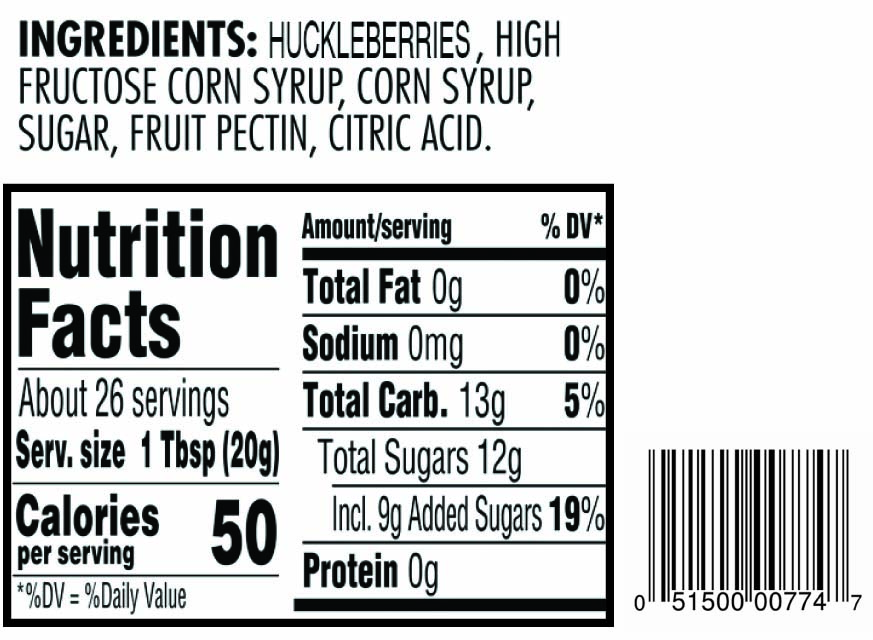 INGREDIENTS: HUCKLEBERRIES, HIGH
FRUCTOSE CORN SYRUP, CORN SYRUP,
SUGAR, FRUIT PECTIN, CITRIC ACID.
Nutrition
Facts
About 26 servings
Serv. size 1 Tbsp (20g)
Calories 50
per serving
*%DV = %Daily Value
Amount/serving % DV*
Total Fat 0g 0%
Sodium 0mg 0%
Total Carb. 13g 5%
Total Sugars 12g
Incl. 9g Added Sugars 19%
Protein 0g
0 51500 00774 7